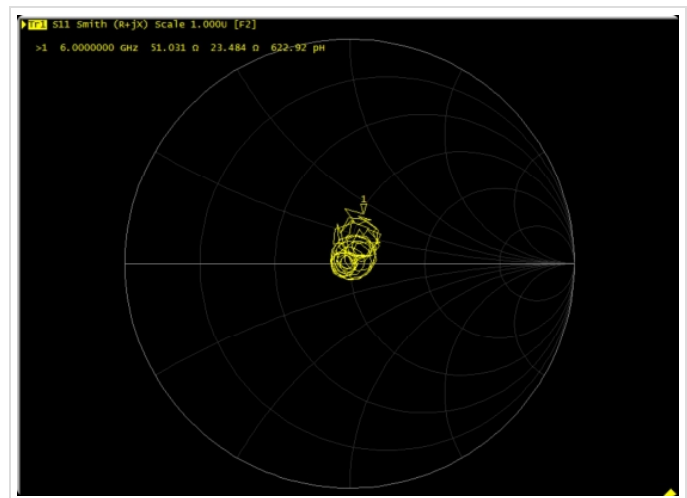 Tr1 S11 Smith (R+jX) Scale 1.000U [F2]
>1 6.0000000 GHz 51.031 Ω 23.484 Ω 622.92 pH
1